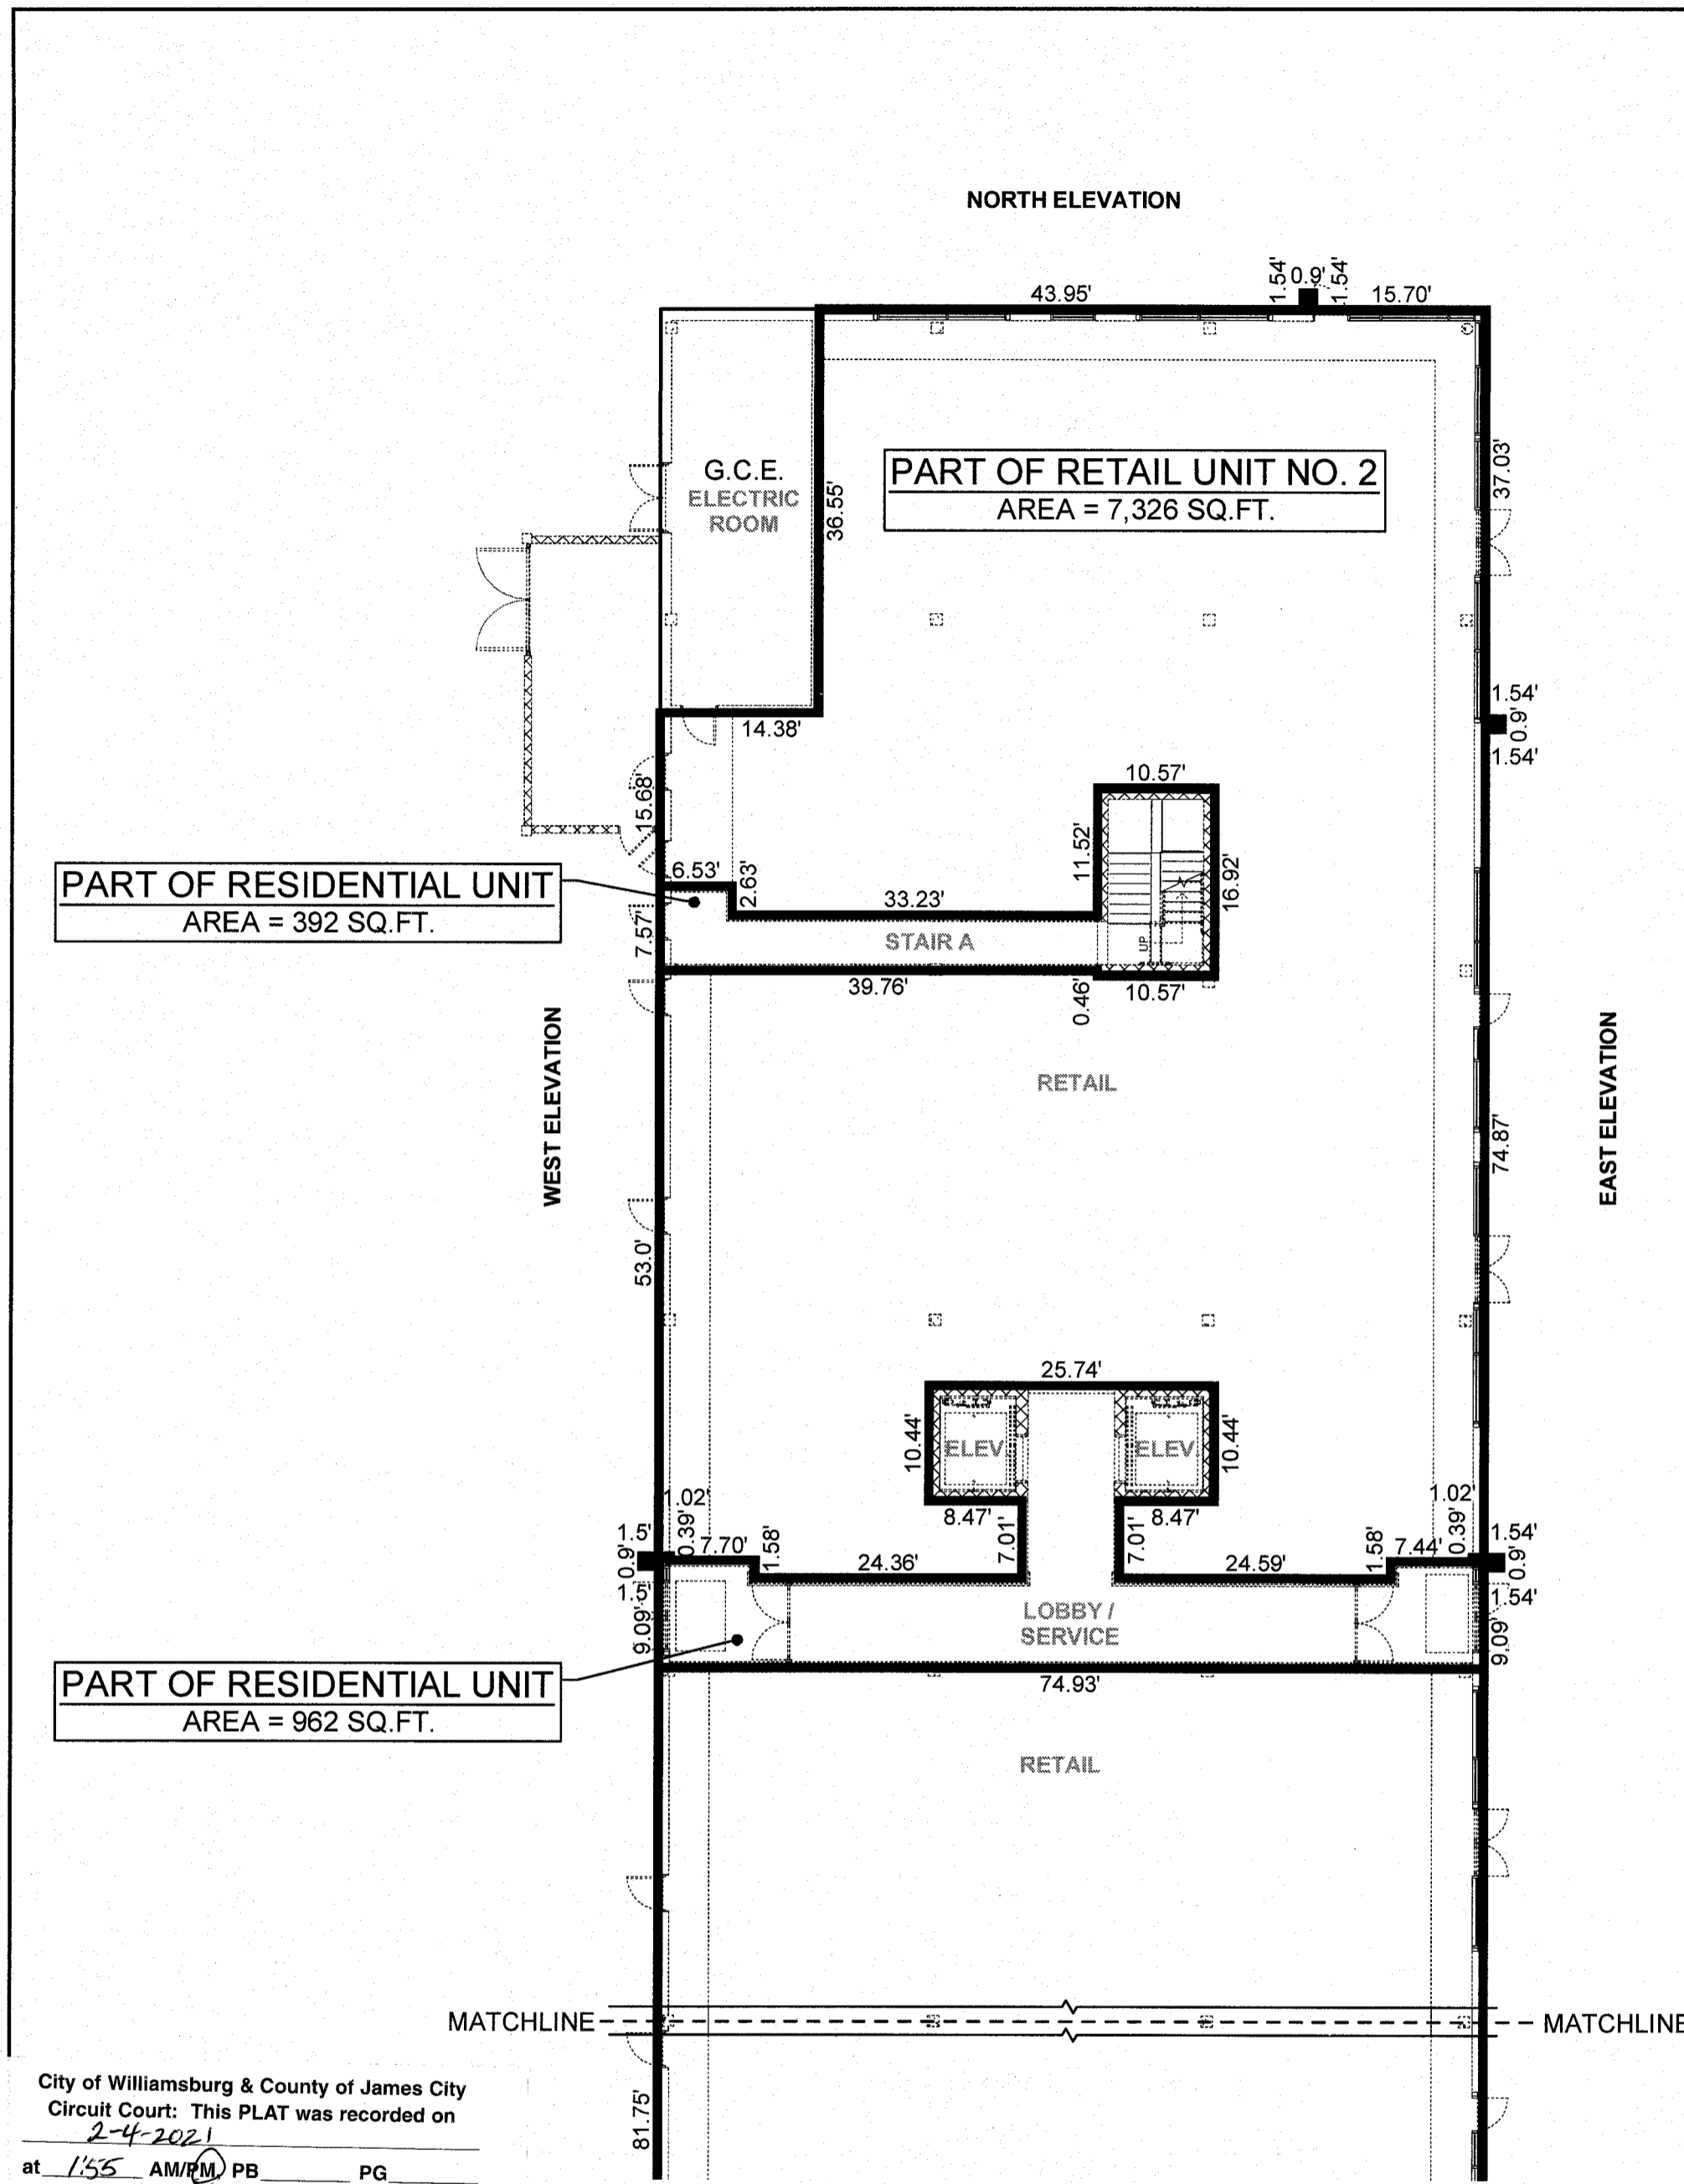 NORTH ELEVATION
43.95'
1.54'
0.9'
1.54'
15.70'
G.C.E.
ELECTRIC
ROOM
36.55'
PART OF RETAIL UNIT NO. 2
AREA = 7,326 SQ.FT.
37.03'
14.38'
1.54'
0.9'
1.54'
15.68'
10.57'
11.52'
16.92'
PART OF RESIDENTIAL UNIT
AREA = 392 SQ.FT.
6.53'
2.63'
33.23'
7.57'
STAIR A
UP
39.76'
0.46'
10.57'
WEST ELEVATION
RETAIL
EAST ELEVATION
74.87'
53.0'
25.74'
10.44'
ELEV.
ELEV.
10.44'
8.47'
8.47'
1.02'
1.02'
1.5'
0.9'
1.5'
0.39'
7.70'
1.58'
24.36'
7.01'
7.01'
24.59'
1.58'
7.44'
0.39'
1.54'
0.9'
1.54'
9.09'
LOBBY /
SERVICE
9.09'
PART OF RESIDENTIAL UNIT
AREA = 962 SQ.FT.
74.93'
RETAIL
MATCHLINE
MATCHLINE
81.75'
City of Williamsburg & County of James City
Circuit Court: This PLAT was recorded on
2-4-2021
at 1:55 AM/PM PB PG